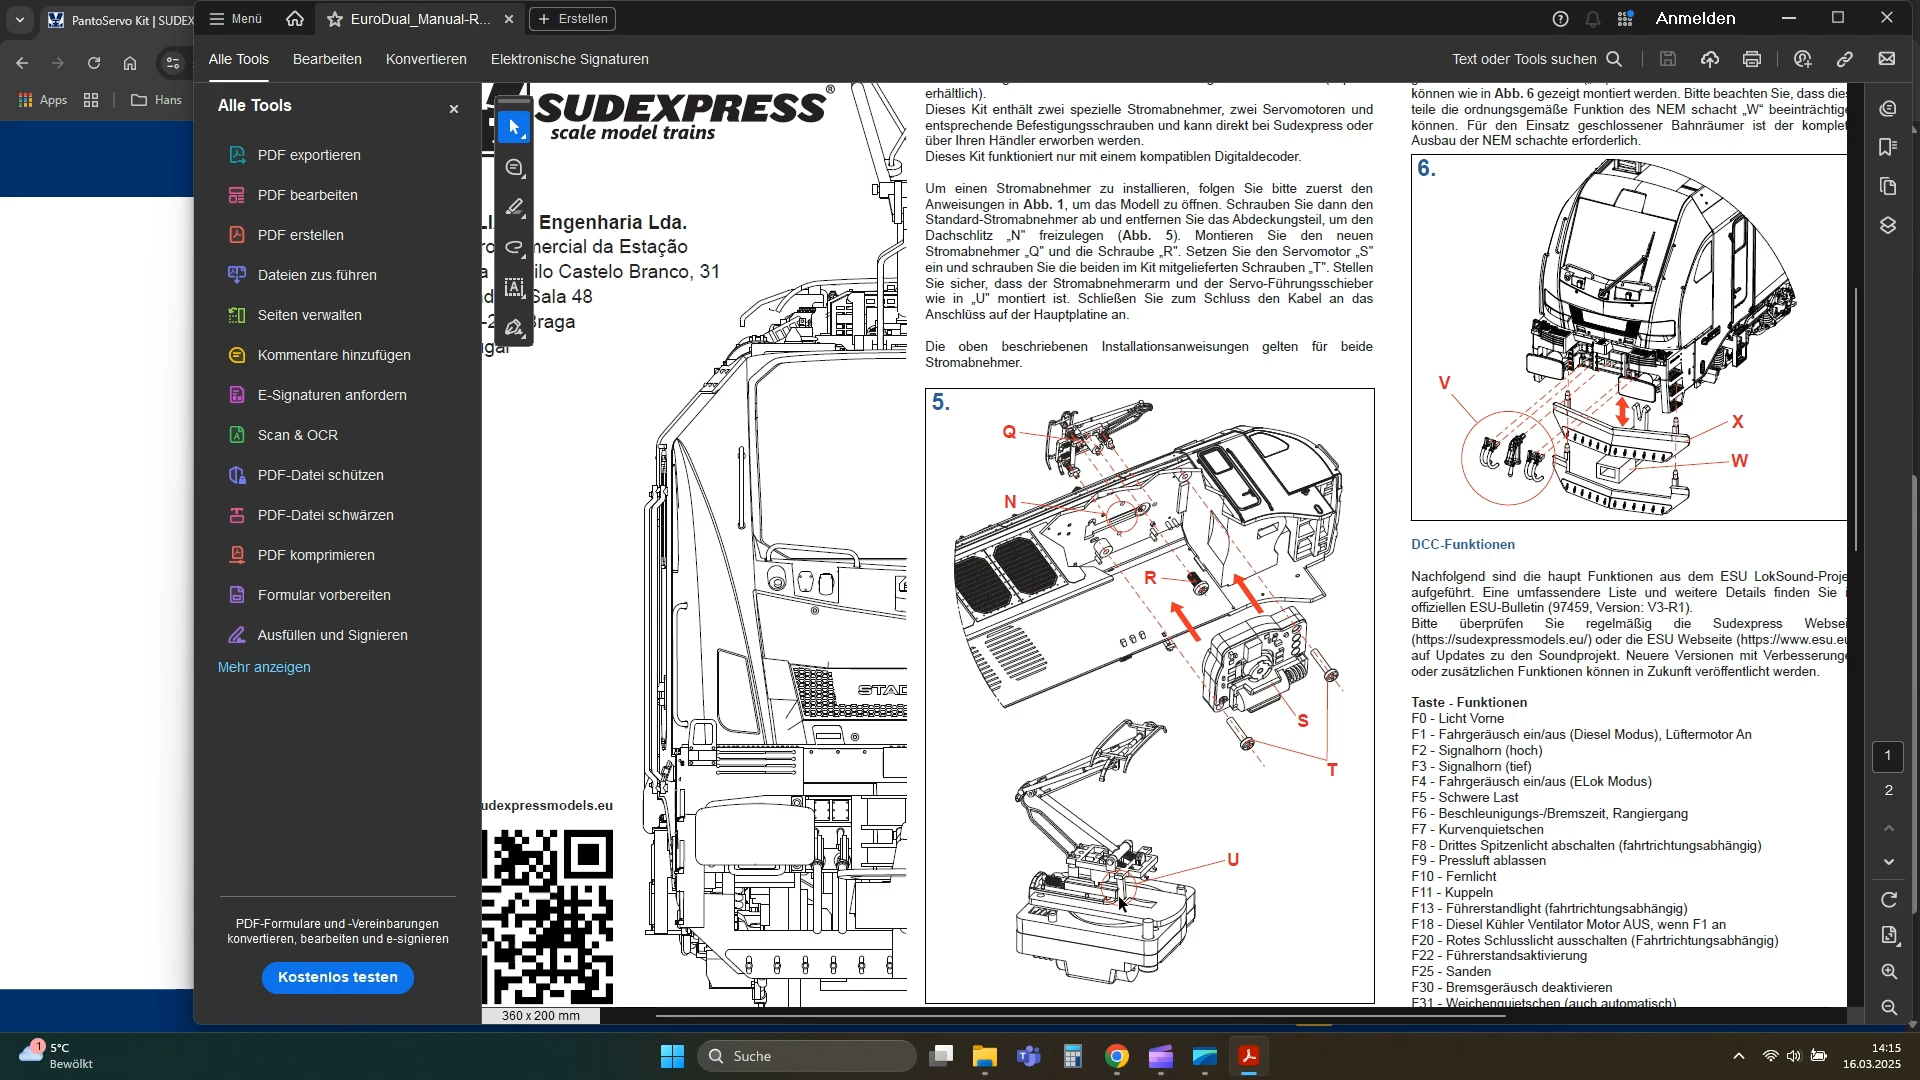 PantoServo Kit | SUDEX
Menü
EuroDual_Manual-R...
Erstellen
Anmelden
Alle Tools
Bearbeiten
Konvertieren
Elektronische Signaturen
Text oder Tools suchen
Apps
Hans
Alle Tools
PDF exportieren
PDF bearbeiten
PDF erstellen
Dateien zus.führen
Seiten verwalten
Kommentare hinzufügen
E-Signaturen anfordern
Scan & OCR
PDF-Datei schützen
PDF-Datei schwärzen
PDF komprimieren
Formular vorbereiten
Ausfüllen und Signieren
Mehr anzeigen
PDF-Formulare und -Vereinbarungen
konvertieren, bearbeiten und e-signieren
Kostenlos testen
SUDEXPRESS®
scale model trains
Engenharia Lda.
mercial da Estação
ilo Castelo Branco, 31
Sala 48
Braga
udexpressmodels.eu
STAD
360 x 200 mm
erhältlich).
Dieses Kit enthält zwei spezielle Stromabnehmer, zwei Servomotoren und
entsprechende Befestigungsschrauben und kann direkt bei Sudexpress oder
über Ihren Händler erworben werden.
Dieses Kit funktioniert nur mit einem kompatiblen Digitaldecoder.
Um einen Stromabnehmer zu installieren, folgen Sie bitte zuerst den
Anweisungen in Abb. 1, um das Modell zu öffnen. Schrauben Sie dann den
Standard-Stromabnehmer ab und entfernen Sie das Abdeckungsteil, um den
Dachschlitz „N" freizulegen (Abb. 5). Montieren Sie den neuen
Stromabnehmer „Q" und die Schraube „R". Setzen Sie den Servomotor „S"
ein und schrauben Sie die beiden im Kit mitgelieferten Schrauben „T". Stellen
Sie sicher, dass der Stromabnehmerarm und der Servo-Führungsschieber
wie in „U" montiert ist. Schließen Sie zum Schluss den Kabel an das
Anschlüss auf der Hauptplatine an.
Die oben beschriebenen Installationsanweisungen gelten für beide
Stromabnehmer.
5.
Q
N
R
S
T
U
können wie in Abb. 6 gezeigt montiert werden. Bitte beachten Sie, dass dies
teile die ordnungsgemäße Funktion des NEM schacht „W" beeinträchtige
können. Für den Einsatz geschlossener Bahnräumer ist der komplet
Ausbau der NEM schachte erforderlich.
6.
V
X
W
DCC-Funktionen
Nachfolgend sind die haupt Funktionen aus dem ESU LokSound-Proje
aufgeführt. Eine umfassendere Liste und weitere Details finden Sie i
offiziellen ESU-Bulletin (97459, Version: V3-R1).
Bitte überprüfen Sie regelmäßig die Sudexpress Websei
(https://sudexpressmodels.eu/) oder die ESU Webseite (https://www.esu.eu
auf Updates zu den Soundprojekt. Neuere Versionen mit Verbesserunge
oder zusätzlichen Funktionen können in Zukunft veröffentlicht werden.
Taste - Funktionen
F0 - Licht Vorne
F1 - Fahrgeräusch ein/aus (Diesel Modus), Lüftermotor An
F2 - Signalhorn (hoch)
F3 - Signalhorn (tief)
F4 - Fahrgeräusch ein/aus (ELok Modus)
F5 - Schwere Last
F6 - Beschleunigungs-/Bremszeit, Rangiergang
F7 - Kurvenquietschen
F8 - Drittes Spitzenlicht abschalten (fahrtrichtungsabhängig)
F9 - Pressluft ablassen
F10 - Fernlicht
F11 - Kuppeln
F13 - Führerstandlight (fahrtrichtungsabhängig)
F18 - Diesel Kühler Ventilator Motor AUS, wenn F1 an
F20 - Rotes Schlusslicht ausschalten (Fahrtrichtungsabhängig)
F22 - Führerstandsaktivierung
F25 - Sanden
F30 - Bremsgeräusch deaktivieren
F31 - Weichenquietschen (auch automatisch)
1
2
1
5°C
Bewölkt
Suche
14:15
16.03.2025